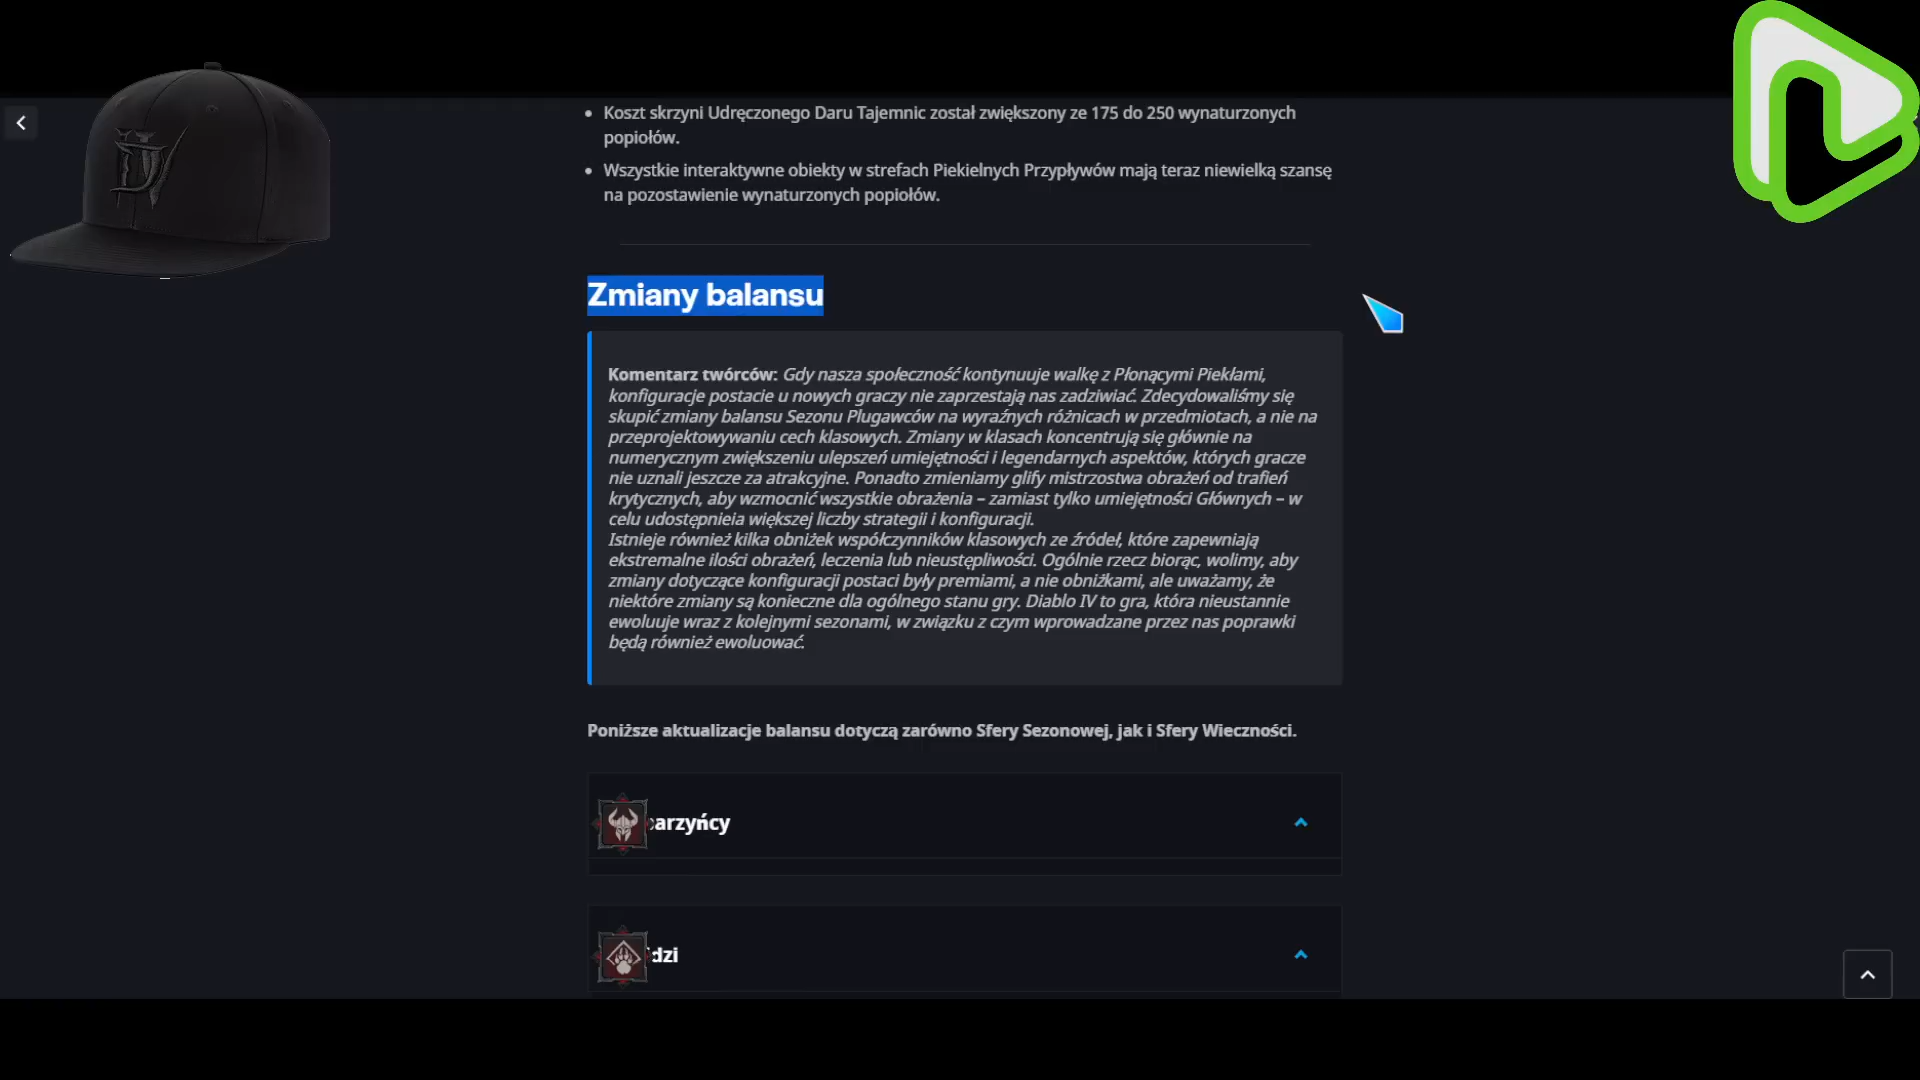 Koszt skrzyni Udręczonego Daru Tajemnic został zwiększony ze 175 do 250 wynaturzonych
popiołów.
Wszystkie interaktywne obiekty w strefach Piekielnych Przypływów mają teraz niewielką szansę
na pozostawienie wynaturzonych popiołów.
Zmiany balansu
Komentarz twórców: Gdy nasza społeczność kontynuuje walkę z Płonącymi Piekłami,
konfiguracje postacie u nowych graczy nie zaprzestają nas zadziwiać. Zdecydowaliśmy się
skupić zmiany balansu Sezonu Plugawców na wyraźnych różnicach w przedmiotach, a nie na
przeprojektowywaniu cech klasowych. Zmiany w klasach koncentrują się głównie na
numerycznym zwiększeniu ulepszeń umiejętności i legendarnych aspektów, których gracze
nie uznali jeszcze za atrakcyjne. Ponadto zmieniamy glify mistrzostwa obrażeń od trafień
krytycznych, aby wzmocnić wszystkie obrażenia – zamiast tylko umiejętności Głównych – w
celu udostępnieia większej liczby strategii i konfiguracji.
Istnieje również kilka obniżek współczynników klasowych ze źródeł, które zapewniają
ekstremalne ilości obrażeń, leczenia lub nieustępliwości. Ogólnie rzecz biorąc, wolimy, aby
zmiany dotyczące konfiguracji postaci były premiami, a nie obniżkami, ale uważamy, że
niektóre zmiany są konieczne dla ogólnego stanu gry. Diablo IV to gra, która nieustannie
ewoluuje wraz z kolejnymi sezonami, w związku z czym wprowadzane przez nas poprawki
będą również ewoluować.
Poniższe aktualizacje balansu dotyczą zarówno Sfery Sezonowej, jak i Sfery Wieczności.
arzyńcy
dzi